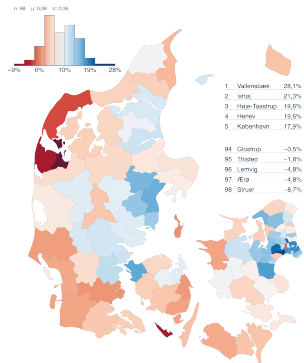 n: 98 μ: 0,08 σ: 0,06
−9% 0% 10% 19% 28%
1 Vallensbæk 28,1%
2 Ishøj 21,3%
3 Høje-Taastrup 19,6%
4 Herlev 19,6%
5 København 17,9%
94 Glostrup −0,5%
95 Thisted −1,6%
96 Lemvig −4,8%
97 Ærø −4,8%
98 Struer −8,7%